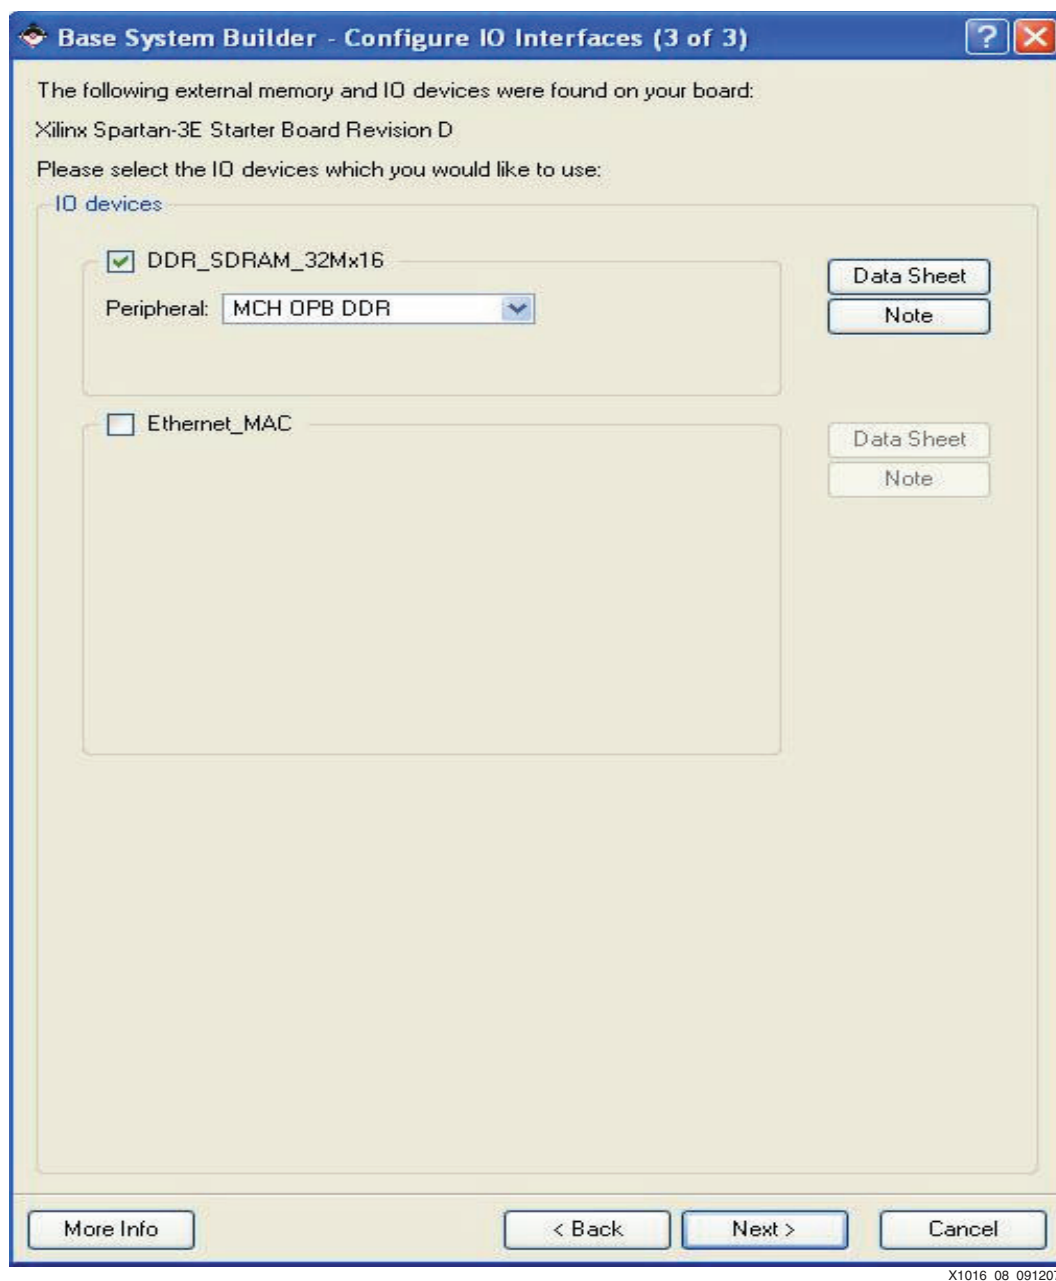 Base System Builder - Configure IO Interfaces (3 of 3)
The following external memory and IO devices were found on your board:
Xilinx Spartan-3E Starter Board Revision D
Please select the IO devices which you would like to use:
IO devices
DDR_SDRAM_32Mx16
Data Sheet
Peripheral: MCH OPB DDR
Note
Ethernet_MAC
Data Sheet
Note
More Info
< Back
Next >
Cancel